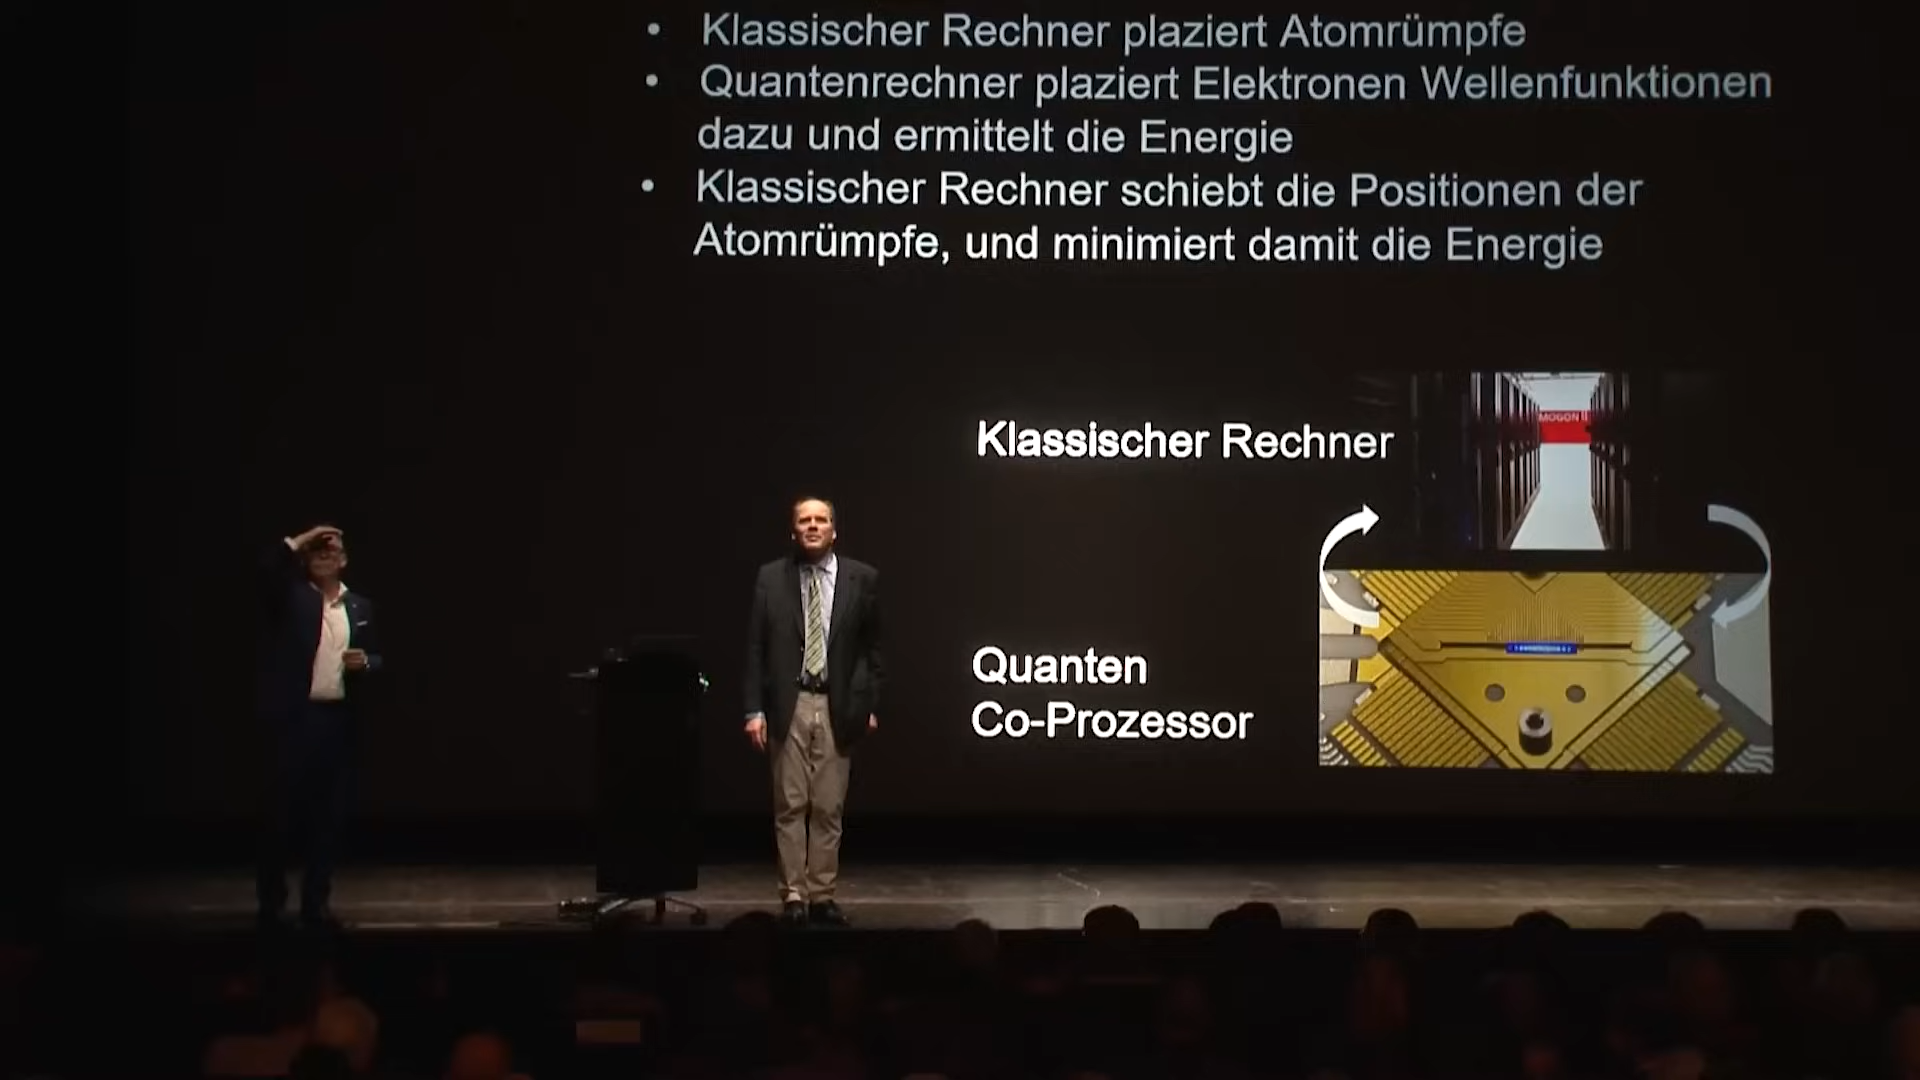 • Klassischer Rechner plaziert Atomrümpfe
• Quantenrechner plaziert Elektronen Wellenfunktionen
dazu und ermittelt die Energie
• Klassischer Rechner schiebt die Positionen der
Atomrümpfe, und minimiert damit die Energie
MOGON II
Klassischer Rechner
Quanten
Co-Prozessor